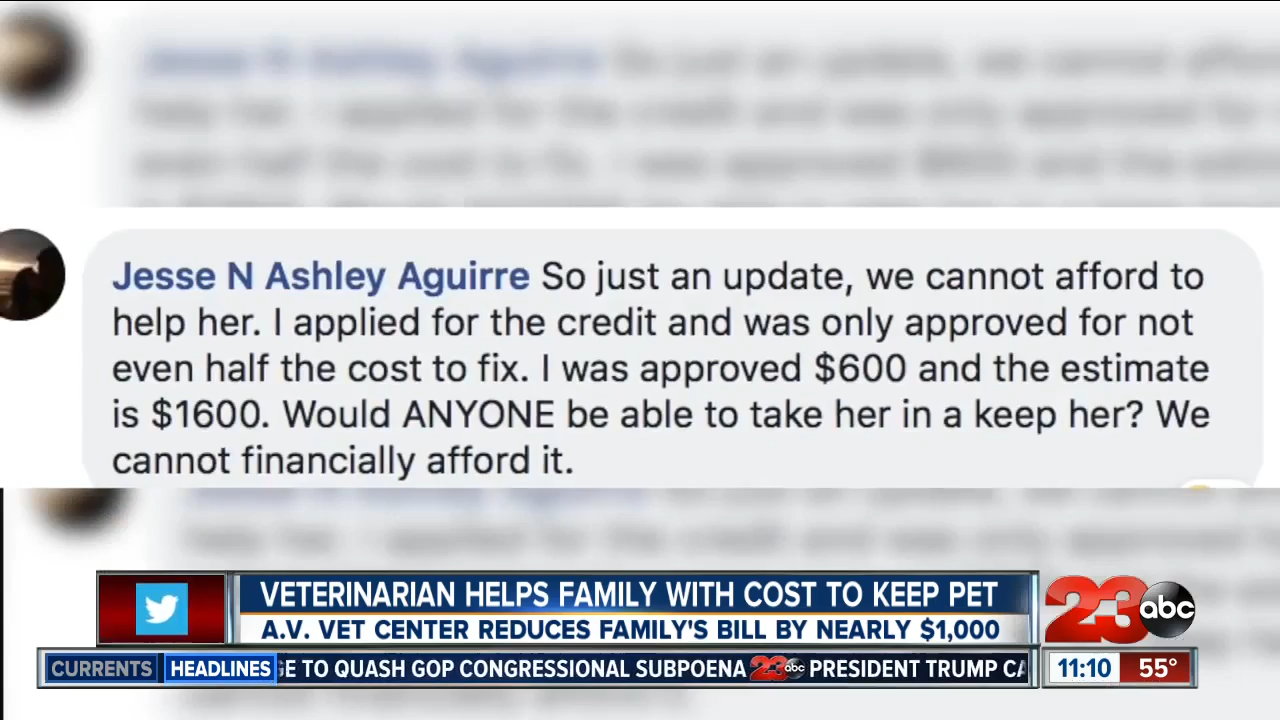 Jesse N Ashley Aguirre So just an update, we cannot afford to
help her. I applied for the credit and was only approved for not
even half the cost to fix. I was approved $600 and the estimate
is $1600. Would ANYONE be able to take her in a keep her? We
cannot financially afford it.
VETERINARIAN HELPS FAMILY WITH COST TO KEEP PET
A.V. VET CENTER REDUCES FAMILY'S BILL BY NEARLY $1,000
23 abc
CURRENTS HEADLINES GE TO QUASH GOP CONGRESSIONAL SUBPOENA 23 abc PRESIDENT TRUMP CA
11:10 55°